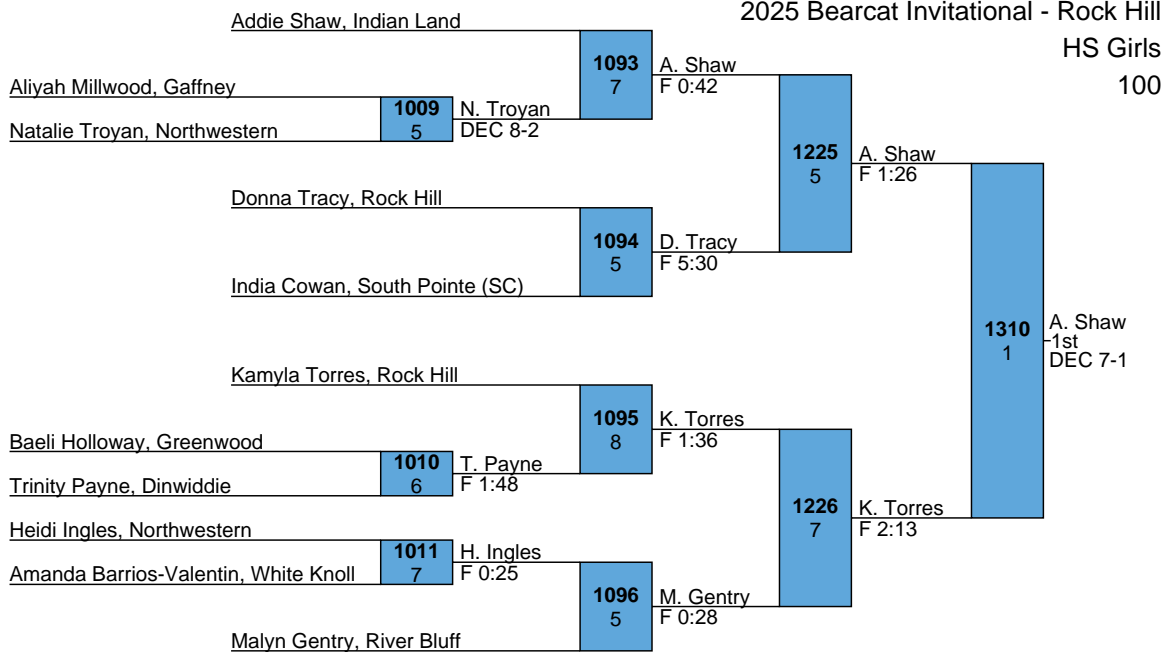 2025 Bearcat Invitational - Rock Hill
HS Girls
100
Addie Shaw, Indian Land
1093
7
A. Shaw
F 0:42
Aliyah Millwood, Gaffney
1009
5
N. Troyan
DEC 8-2
Natalie Troyan, Northwestern
1225
5
A. Shaw
F 1:26
Donna Tracy, Rock Hill
1094
5
D. Tracy
F 5:30
India Cowan, South Pointe (SC)
1310
1
A. Shaw
1st
DEC 7-1
Kamyla Torres, Rock Hill
1095
8
K. Torres
F 1:36
Baeli Holloway, Greenwood
1010
6
T. Payne
F 1:48
Trinity Payne, Dinwiddie
1226
7
K. Torres
F 2:13
Heidi Ingles, Northwestern
1011
7
H. Ingles
F 0:25
Amanda Barrios-Valentin, White Knoll
1096
5
M. Gentry
F 0:28
Malyn Gentry, River Bluff